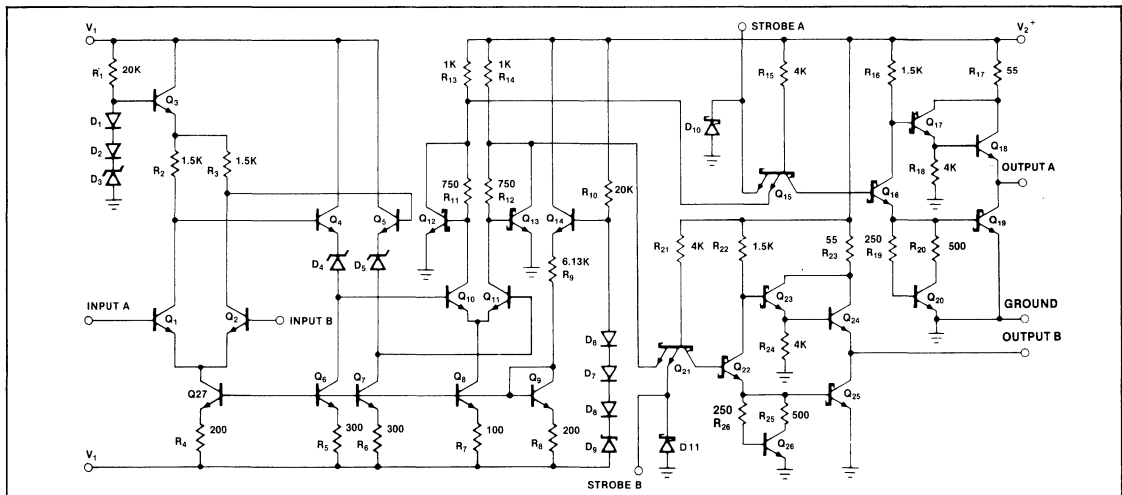 V1
STROBE A
V2+
R'1 20K
1K
R13
1K
R14
R15 4K
R16 1.5K
R17 55
Q3
D1
D2
D3
D10
Q17
Q18
R2 1.5K
R3 1.5K
R18 4K
OUTPUT A
750
R11
750
R12
R10 20K
Q15
Q16
Q4
Q5
Q12
Q13
Q14
Q19
D4
D5
R21 4K
R22 1.5K
55
R23
250
R19
R20 500
6.13K
R9
Q20
Q10
Q11
Q23
GROUND
INPUT A
Q1
Q2
INPUT B
Q24
OUTPUT B
R24 4K
D6
D7
D8
D9
Q21
Q22
Q25
Q27
Q6
Q7
Q8
Q9
250
R26
R25 500
200
R4
300
R5
300
R6
100
R7
200
R8
Q26
D11
V1
STROBE B